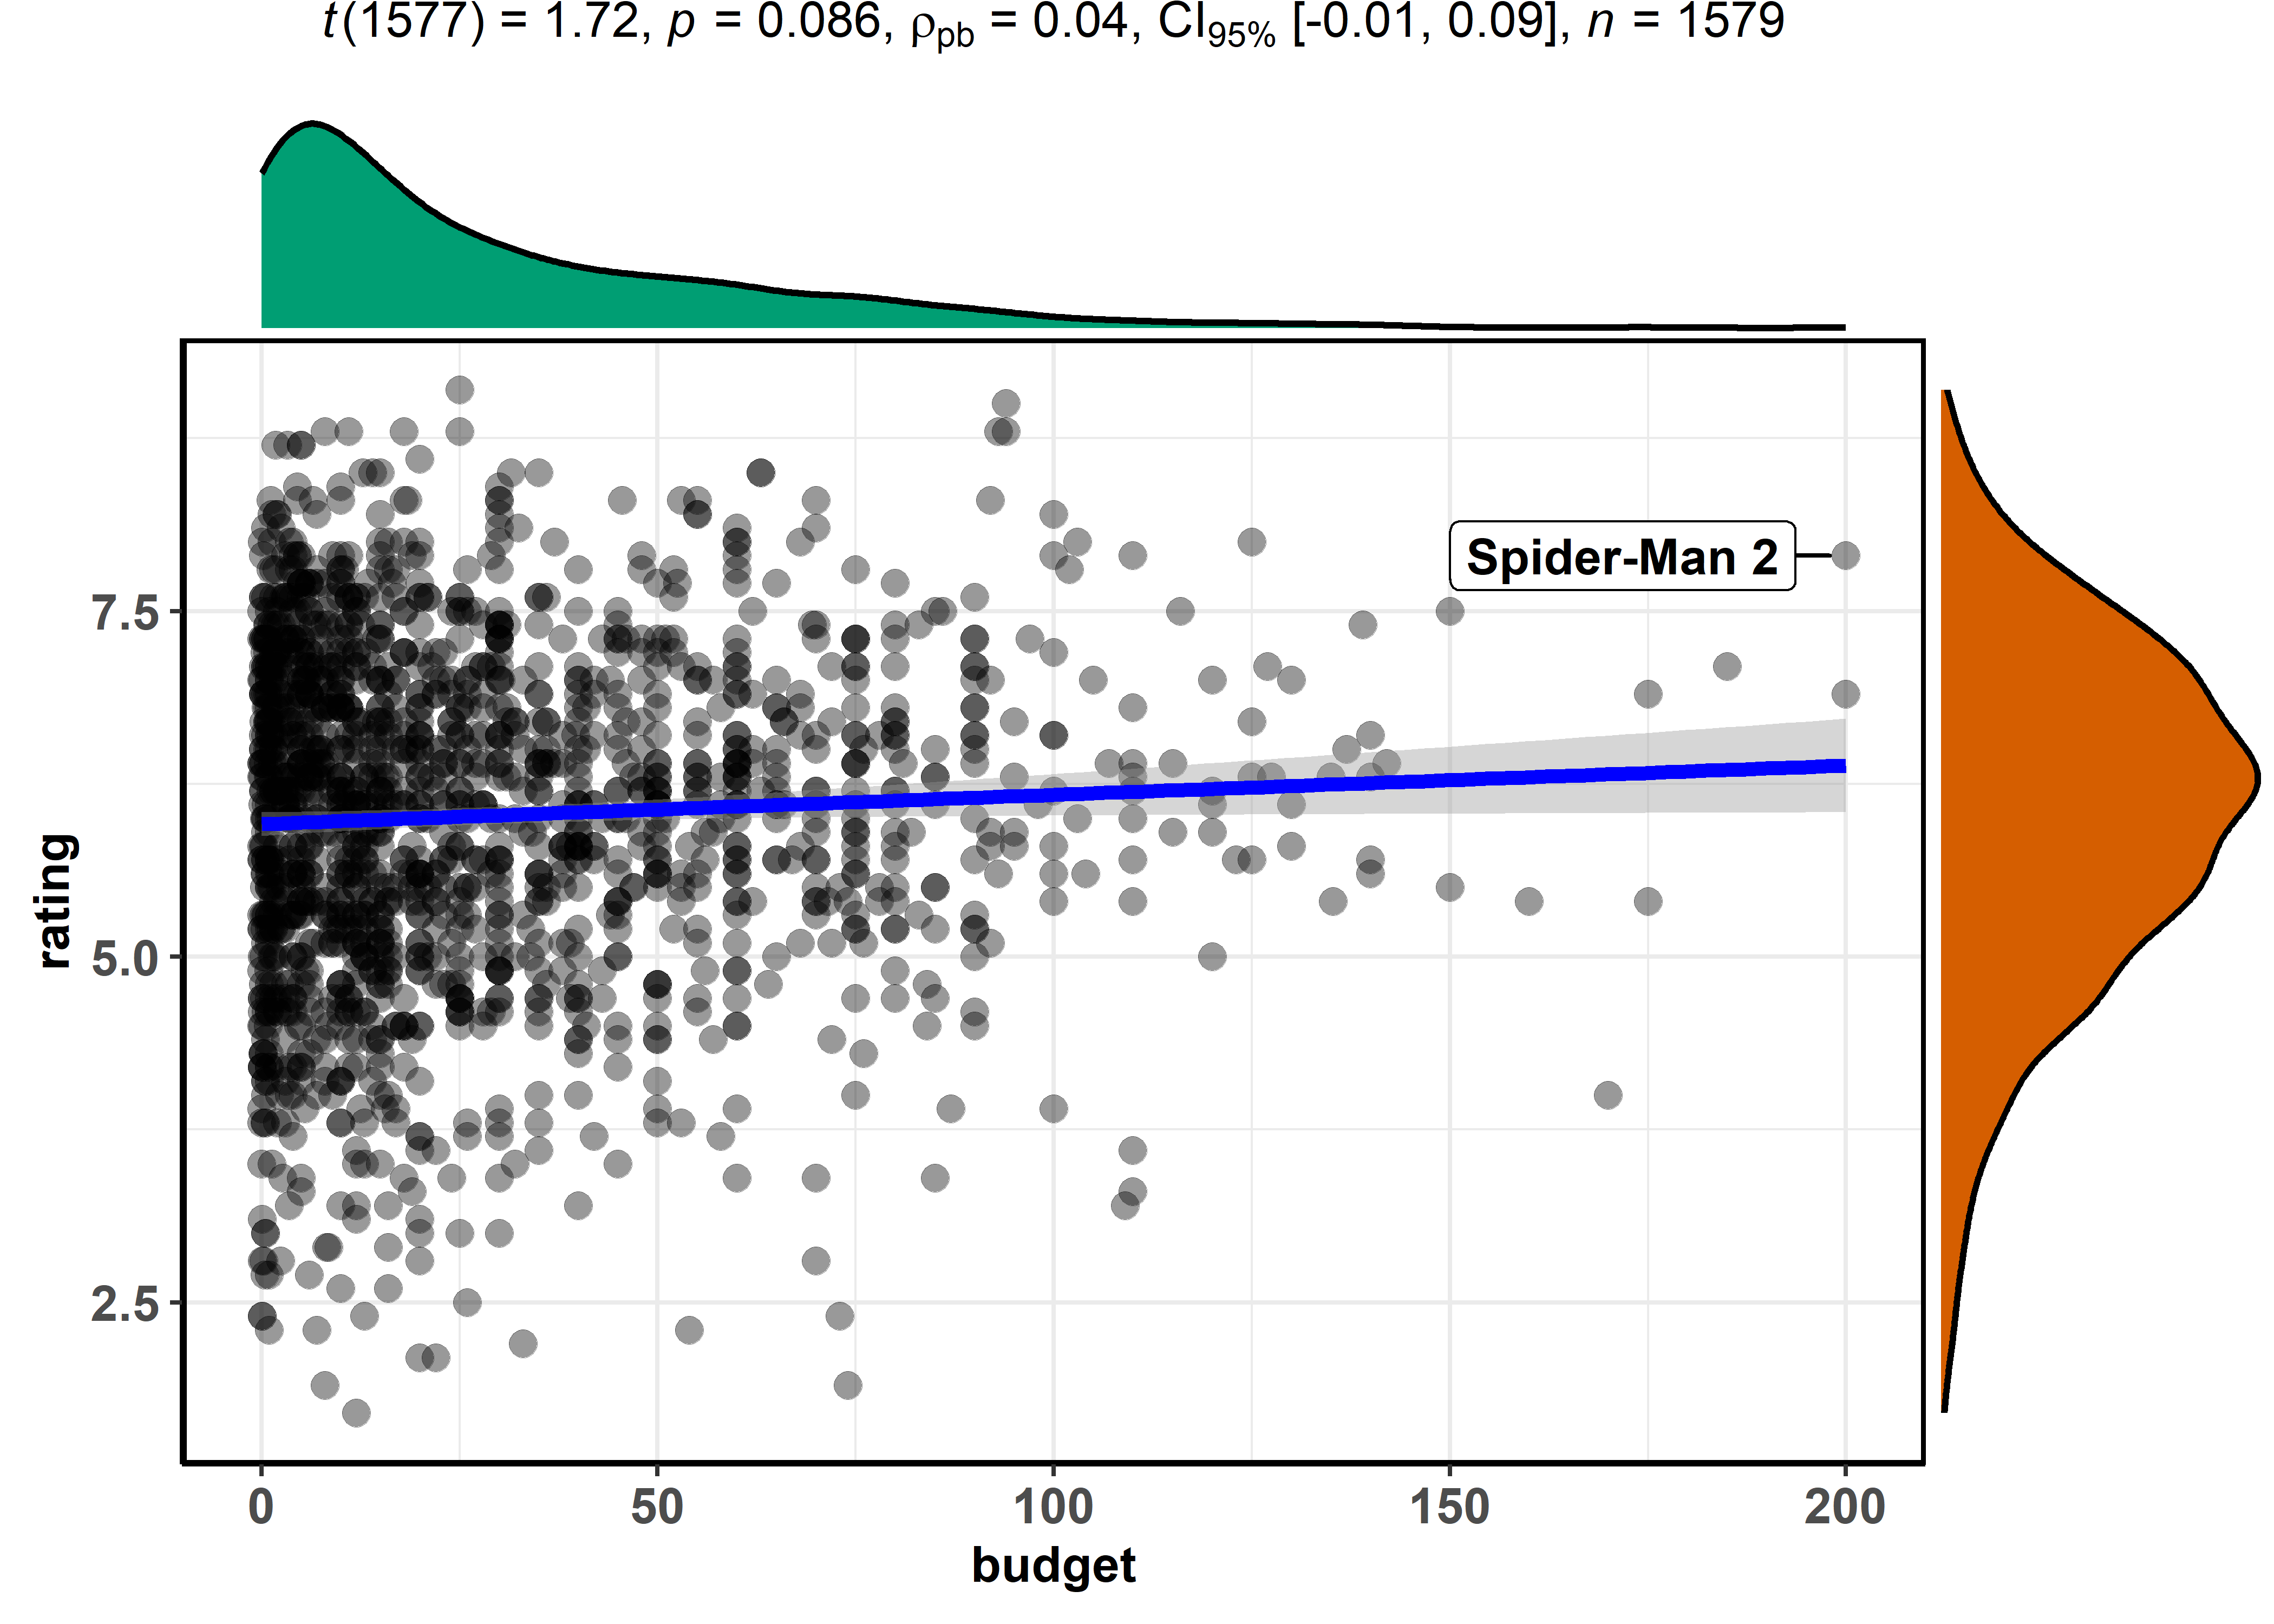 t(1577) = 1.72, p = 0.086, ρpb = 0.04, CI95% [-0.01, 0.09], n = 1579
Spider-Man 2
7.5
5.0
2.5
rating
0 50 100 150 200
budget